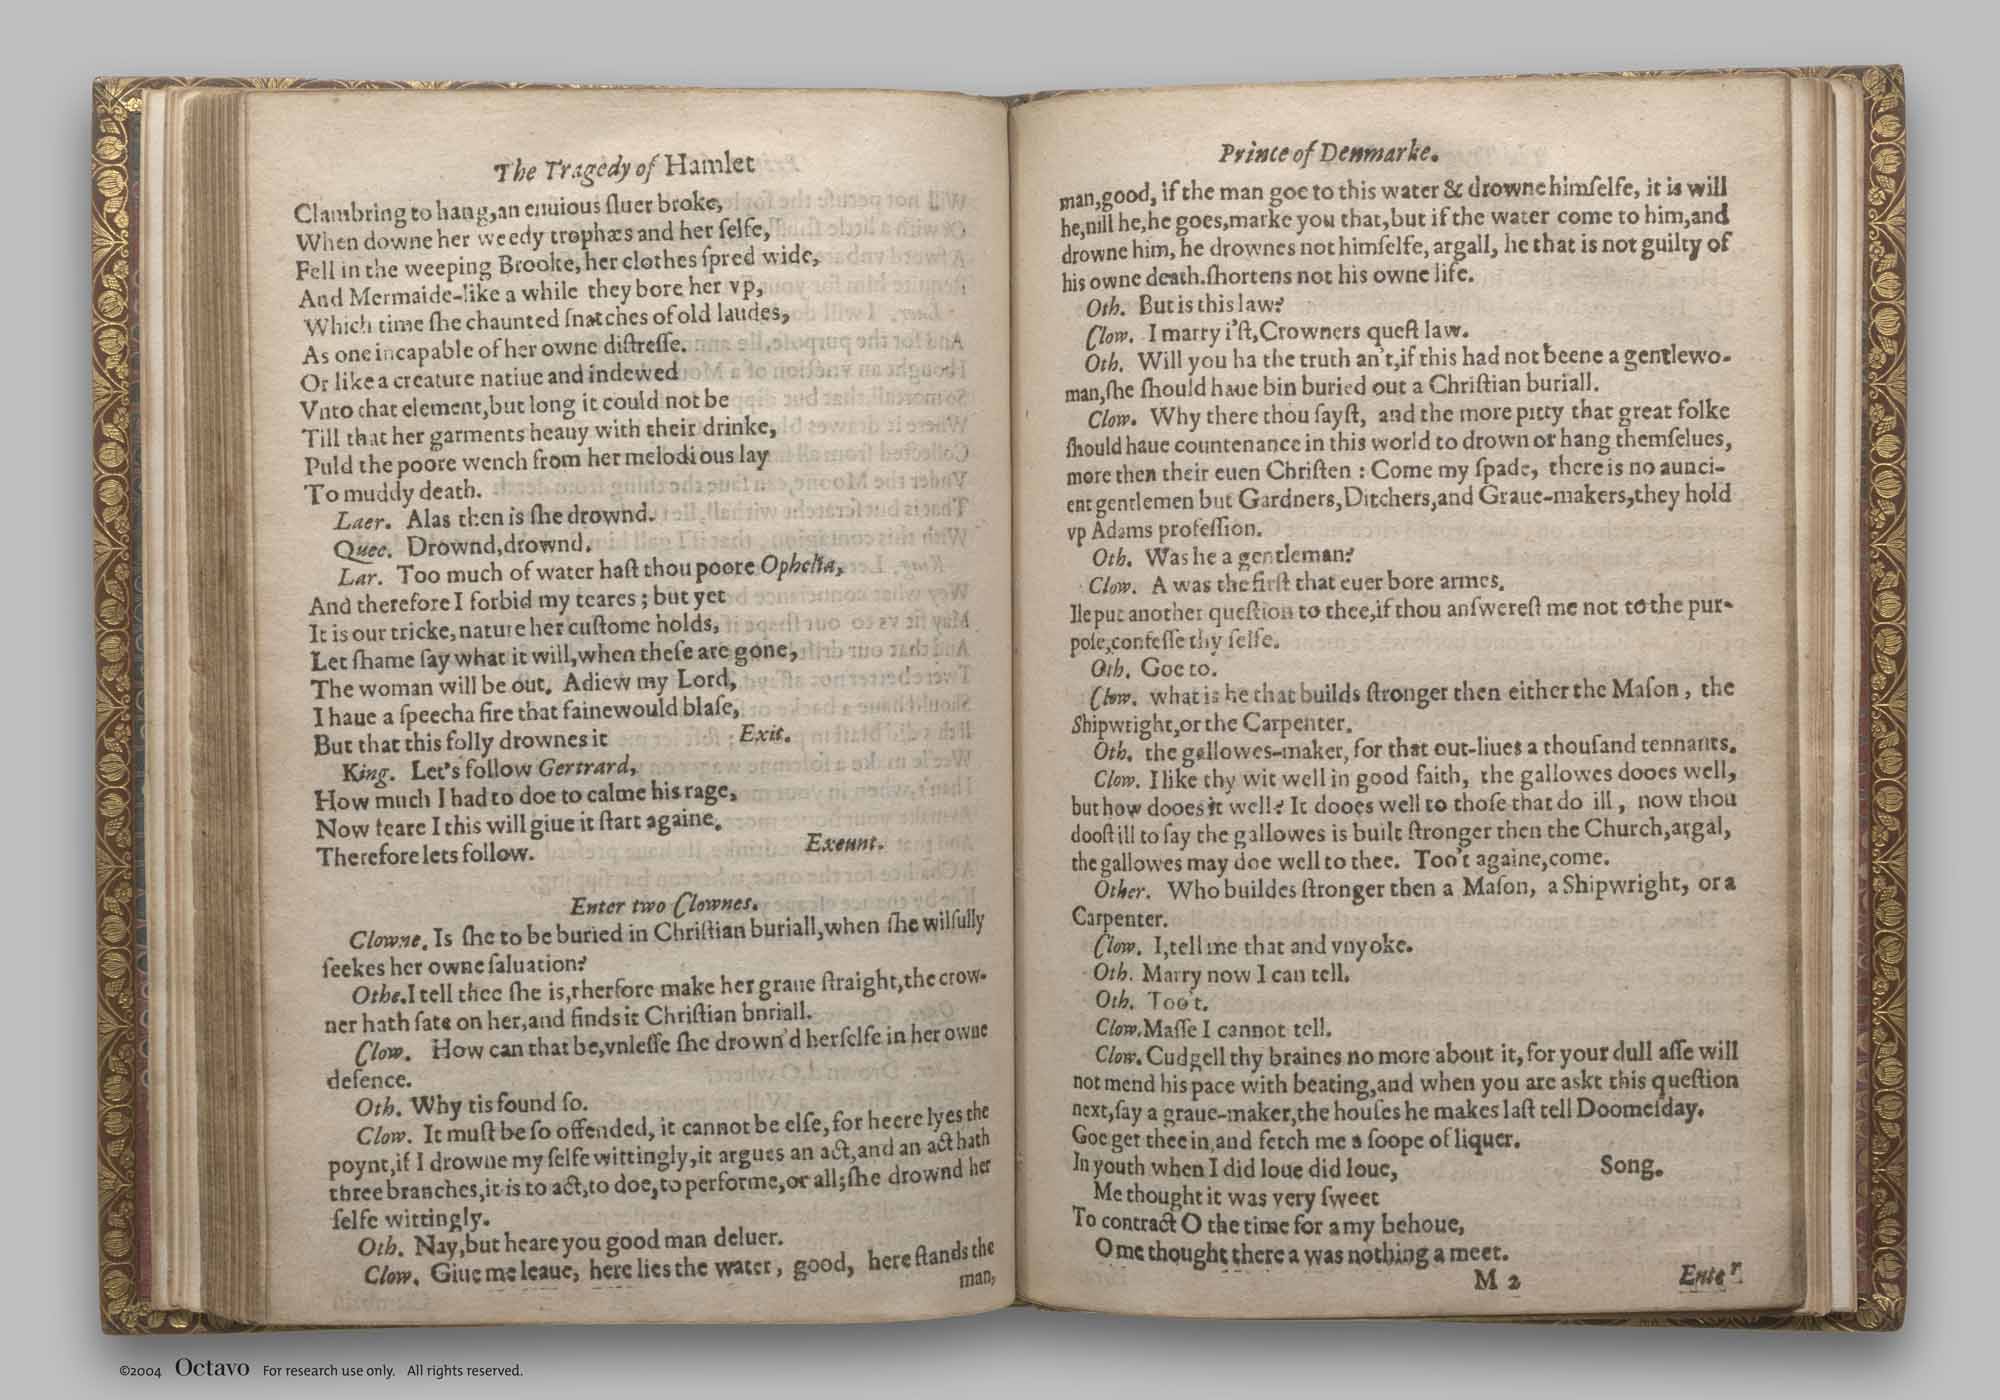 The Tragedy of Hamlet
Clambring to hang,an enuious ſluer broke,
When downe her weedy trophæs and her ſelfe,
Fell in the weeping Brooke, her clothes ſpred wide,
And Mermaide-like a while they bore her vp,
Which time ſhe chaunted ſnatches of old laudes,
As one incapable of her owne diſtreſſe.
Or like a creature natiue and indewed
Vnto that element,but long it could not be
Till that her garments heauy with their drinke,
Puld the poore wench from her melodious lay
To muddy death.
Laer. Alas then is ſhe drownd.
Quee. Drownd,drownd.
Lar. Too much of water haſt thou poore Ophelia,
And therefore I forbid my teares ; but yet
It is our tricke, nature her cuſtome holds,
Let ſhame ſay what it will,when theſe are gone,
The woman will be out. Adiew my Lord,
I haue a ſpeecha fire that fainewould blaſe,
But that this folly drownes it Exit.
King. Let's follow Gertrard,
How much I had to doe to calme his rage,
Now feare I this will giue it ſtart againe.
Therefore lets follow. Exeunt.
Enter two Clownes.
Clowne. Is ſhe to be buried in Chriſtian buriall,when ſhe wilfully
ſeekes her owne ſaluation?
Othe.I tell thee ſhe is,rherfore make her graue ſtraight,the crow-
ner hath ſate on her,and finds it Chriſtian bnriall.
Clow. How can that be,vnleſſe ſhe drown'd herſelfe in her owne
defence.
Oth. Why tis found ſo.
Clow. It muſt be ſo offended, it cannot be elſe, for heere lyes the
poynt,if I drowne my ſelfe wittingly,it argues an act,and an act hath
three branches,it is to act,to doe,to performe,or all;ſhe drownd her
ſelfe wittingly.
Oth. Nay,but heare you good man deluer.
Clow. Giue me leaue, here lies the water, good, here ſtands the
man,
Prince of Denmarke.
man,good, if the man goe to this water & drowne himſelfe, it is will
he,nill he,he goes,marke you that,but if the water come to him,and
drowne him, he drownes not himſelfe, argall, he that is not guilty of
his owne death.ſhortens not his owne life.
Oth. But is this law?
Clow. I marry i'ſt,Crowners queſt law.
Oth. Will you ha the truth an't,if this had not beene a gentlewo-
man,ſhe ſhould haue bin buried out a Chriſtian buriall.
Clow. Why there thou ſayſt, and the more pitty that great folke
ſhould haue countenance in this world to drown or hang themſelues,
more then their euen Chriſten : Come my ſpade, there is no aunci-
ent gentlemen but Gardners,Ditchers,and Graue-makers,they hold
vp Adams profeſſion.
Oth. Was he a gentleman?
Clow. A was the firſt that euer bore armes.
Ile put another queſtion to thee,if thou anſwereſt me not to the pur-
poſe,confeſſe thy ſelfe.
Oth. Goe to.
Clow. what is he that builds ſtronger then either the Maſon, the
Shipwright,or the Carpenter.
Oth. the gallowes-maker, for that out-liues a thouſand tennants.
Clow. I like thy wit well in good faith, the gallowes dooes well,
but how dooes it well? It dooes well to thoſe that do ill, now thou
dooſt ill to ſay the gallowes is built ſtronger then the Church,argal,
the gallowes may doe well to thee. Too't againe,come.
Other. Who buildes ſtronger then a Maſon, a Shipwright, or a
Carpenter.
Clow. I,tell me that and vnyoke.
Oth. Marry now I can tell.
Oth. Too't.
Clow.Maſſe I cannot tell.
Clow. Cudgell thy braines no more about it, for your dull aſſe will
not mend his pace with beating,and when you are askt this queſtion
next,ſay a graue-maker,the houſes he makes laſt tell Doomeſday.
Goe get thee in,and fetch me a ſoope of liquer.
In youth when I did loue did loue, Song.
Me thought it was very ſweet
To contract O the time for a my behoue,
O me thought there a was nothing a meet.
M 2 Enter
©2004 Octavo For research use only. All rights reserved.